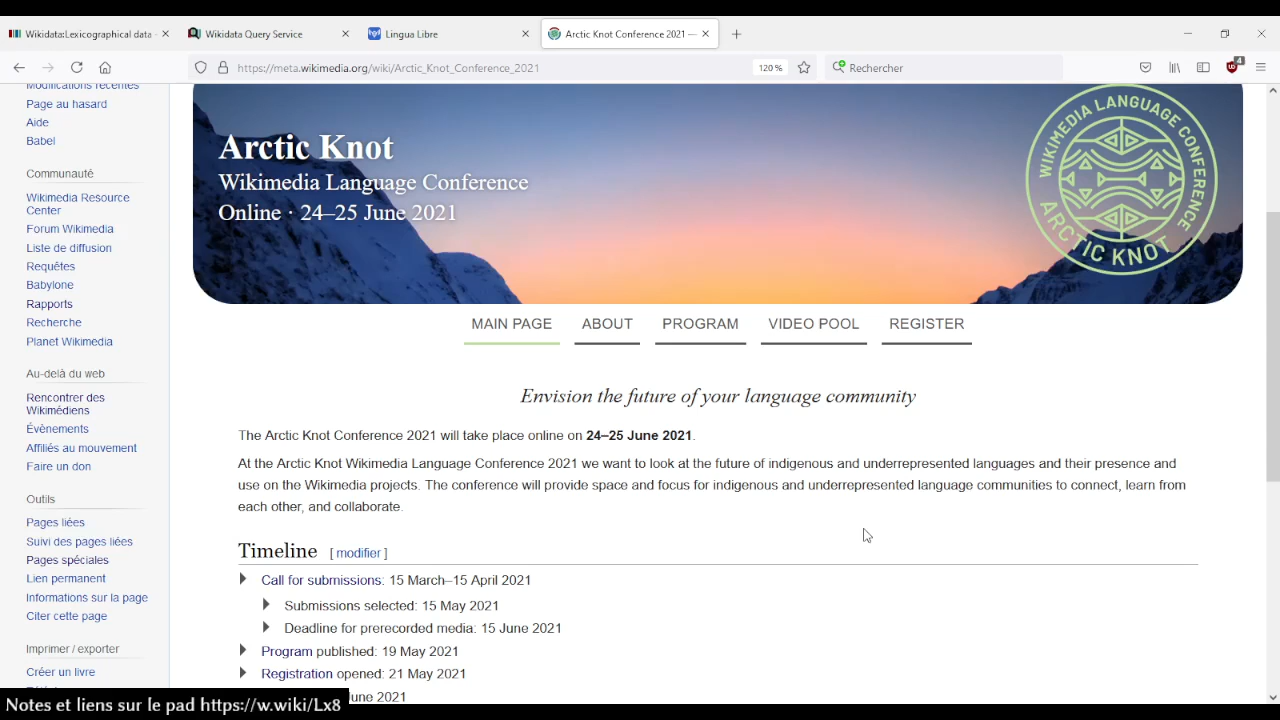 Wikidata:Lexicographical data
Wikidata Query Service
Lingua Libre
Arctic Knot Conference 2021 —
https://meta.wikimedia.org/wiki/Arctic_Knot_Conference_2021
120 %
Rechercher
4
Modifications récentes
Page au hasard
Aide
Babel
Communauté
Wikimedia Resource
Center
Forum Wikimedia
Liste de diffusion
Requêtes
Babylone
Rapports
Recherche
Planet Wikimedia
Au-delà du web
Rencontrer des
Wikimédiens
Évènements
Affiliés au mouvement
Faire un don
Outils
Pages liées
Suivi des pages liées
Pages spéciales
Lien permanent
Informations sur la page
Citer cette page
Imprimer / exporter
Créer un livre
Arctic Knot
Wikimedia Language Conference
Online · 24–25 June 2021
WIKIMEDIA LANGUAGE CONFERENCE
ARCTIC KNOT
MAIN PAGE
ABOUT
PROGRAM
VIDEO POOL
REGISTER
Envision the future of your language community
The Arctic Knot Conference 2021 will take place online on 24–25 June 2021.
At the Arctic Knot Wikimedia Language Conference 2021 we want to look at the future of indigenous and underrepresented languages and their presence and
use on the Wikimedia projects. The conference will provide space and focus for indigenous and underrepresented language communities to connect, learn from
each other, and collaborate.
Timeline [ modifier ]
Call for submissions: 15 March–15 April 2021
Submissions selected: 15 May 2021
Deadline for prerecorded media: 15 June 2021
Program published: 19 May 2021
Registration opened: 21 May 2021
June 2021
Notes et liens sur le pad https://w.wiki/Lx8